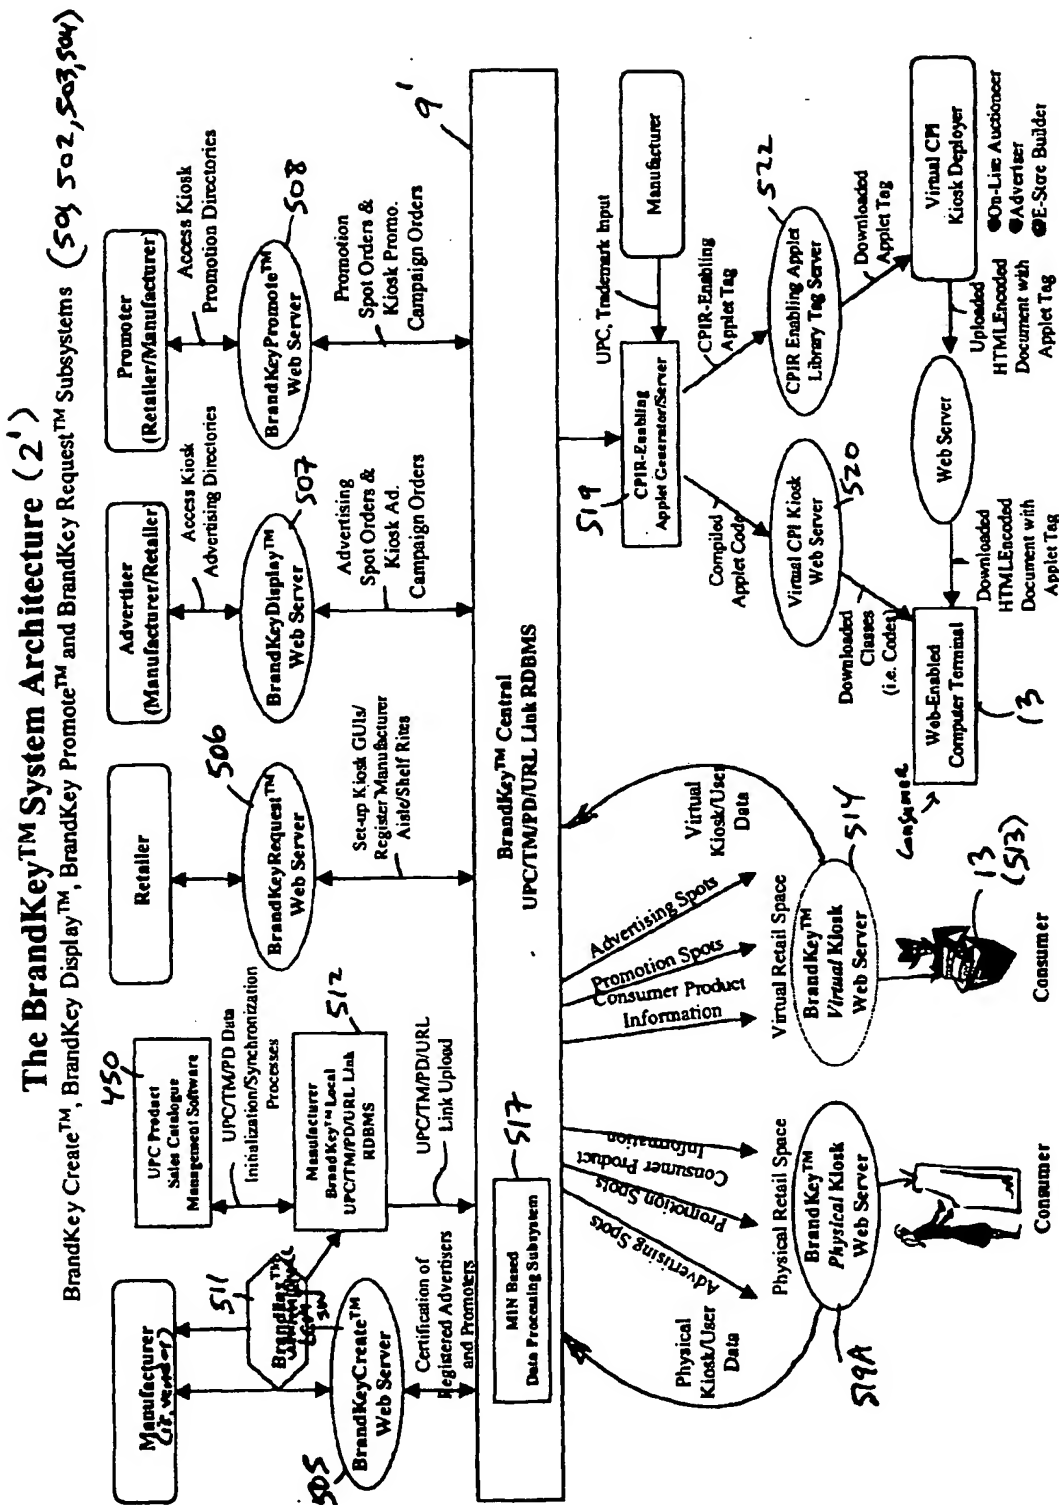 The BrandKey™ System Architecture (2')
BrandKey Create™, BrandKey Display™, BrandKey Promote™ and BrandKey Request™ Subsystems (501, 502, 503, 504)
Manufacturer
511
505
BrandKeyCreate™
Web Server
Certification of
Registered Advertisers
and Promoters
450
UPC Product
Sales Catalogue
Management Software
UPC/TM/PD Data
Initialization/Synchronization
Processes
512
Manufacturer
BrandKey™ Local
UPC/TM/PD/URL Link
RDBMS
UPC/TM/PD/URL
Link Upload
Retailer
506
BrandKeyRequest™
Web Server
Set-up Kiosk GUIs/
Register Manufacturer
Aisle/Shelf Rites
Advertiser
(Manufacturer/Retailer)
Access Kiosk
Advertising Directories
507
BrandKeyDisplay™
Web Server
Advertising
Spot Orders &
Kiosk Ad.
Campaign Orders
Promoter
(Retailer/Manufacturer)
Access Kiosk
Promotion Directories
508
BrandKeyPromote™
Web Server
Promotion
Spot Orders &
Kiosk Promo.
Campaign Orders
9'
BrandKey™ Central
UPC/TM/PD/URL Link RDBMS
517
MIN Based
Data Processing Subsystem
Physical
Kiosk/User
Data
Advertising Spots
Promotion Spots
Consumer Product
Information
Physical Retail Space
BrandKey™
Physical Kiosk
Web Server
519A
Consumer
Advertising Spots
Promotion Spots
Consumer Product
Information
Virtual
Kiosk/User
Data
Virtual Retail Space
BrandKey™
Virtual Kiosk
Web Server
514
13
(513)
Consumer
519
CPIR-Enabling
Applet Generator/Server
UPC, Trademark Input
Manufacturer
Compiled
Applet Code
CPIR-Enabling
Applet Tag
Virtual CPI Kiosk
Web Server
520
CPIR Enabling Applet
Library Tag Server
522
Downloaded
Classes
(i.e. Codes)
Downloaded
Applet Tag
Consumer
Web-Enabled
Computer Terminal
13
Downloaded
HTMLEncoded
Document with
Applet Tag
Web Server
Uploaded
HTMLEncoded
Document with
Applet Tag
Virtual CPI
Kiosk Deployer
●On-Line Auctioneer
●Advertiser
●E-Store Builder